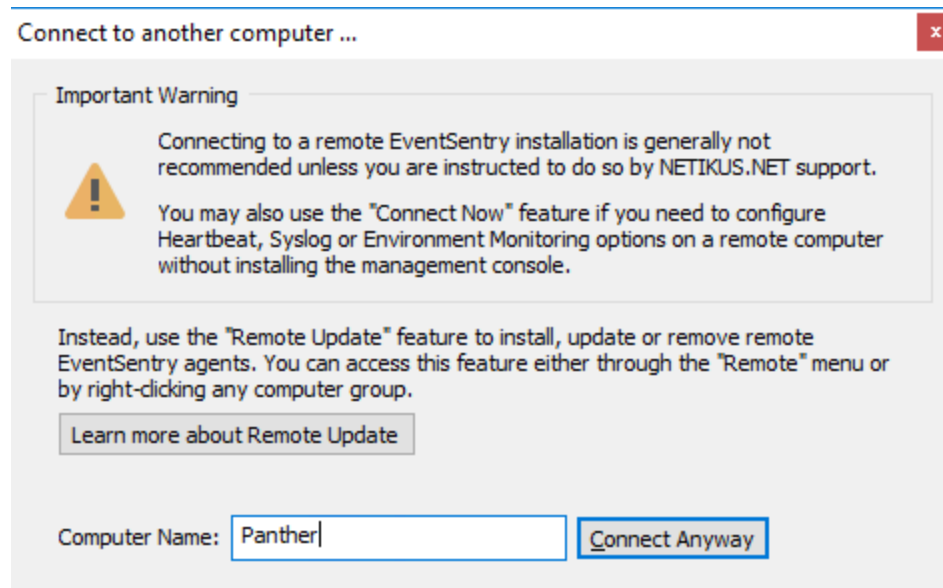 Connect to another computer ...
x
Important Warning
Connecting to a remote EventSentry installation is generally not
recommended unless you are instructed to do so by NETIKUS.NET support.
You may also use the "Connect Now" feature if you need to configure
Heartbeat, Syslog or Environment Monitoring options on a remote computer
without installing the management console.
Instead, use the "Remote Update" feature to install, update or remove remote
EventSentry agents. You can access this feature either through the "Remote" menu or
by right-clicking any computer group.
Learn more about Remote Update
Computer Name: Panther Connect Anyway